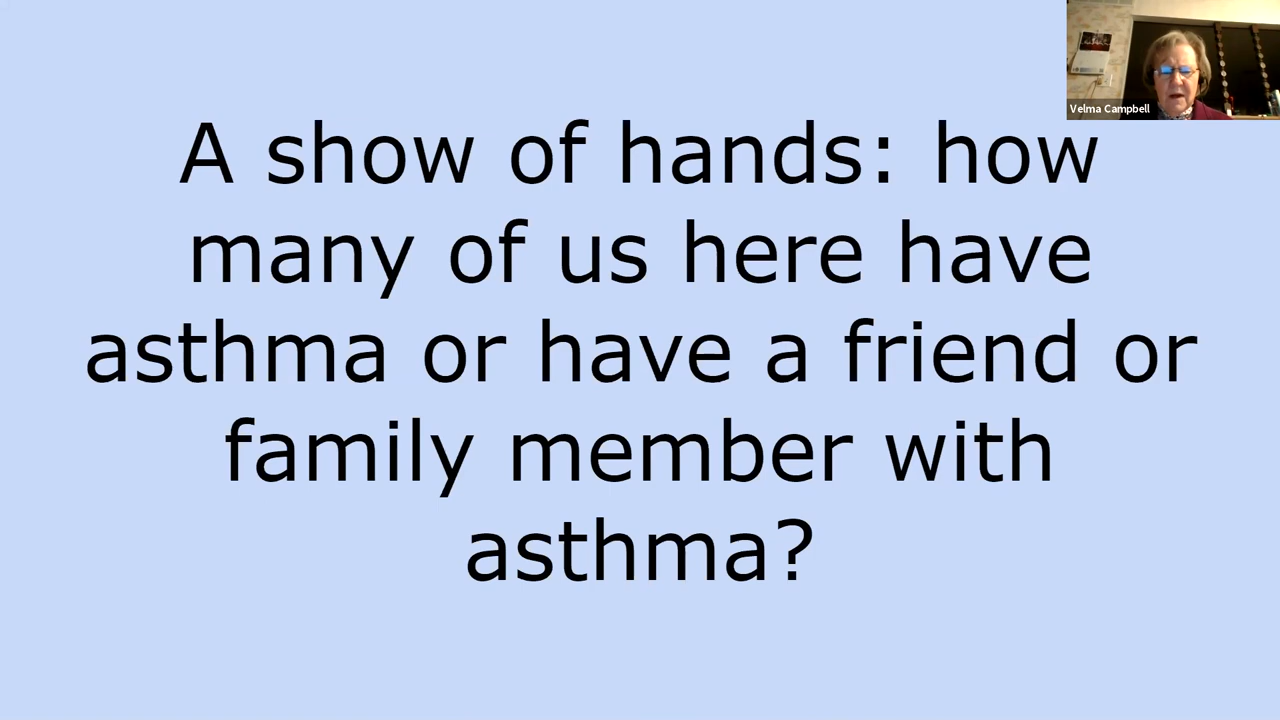 Velma Campbell
A show of hands: how
many of us here have
asthma or have a friend or
family member with
asthma?